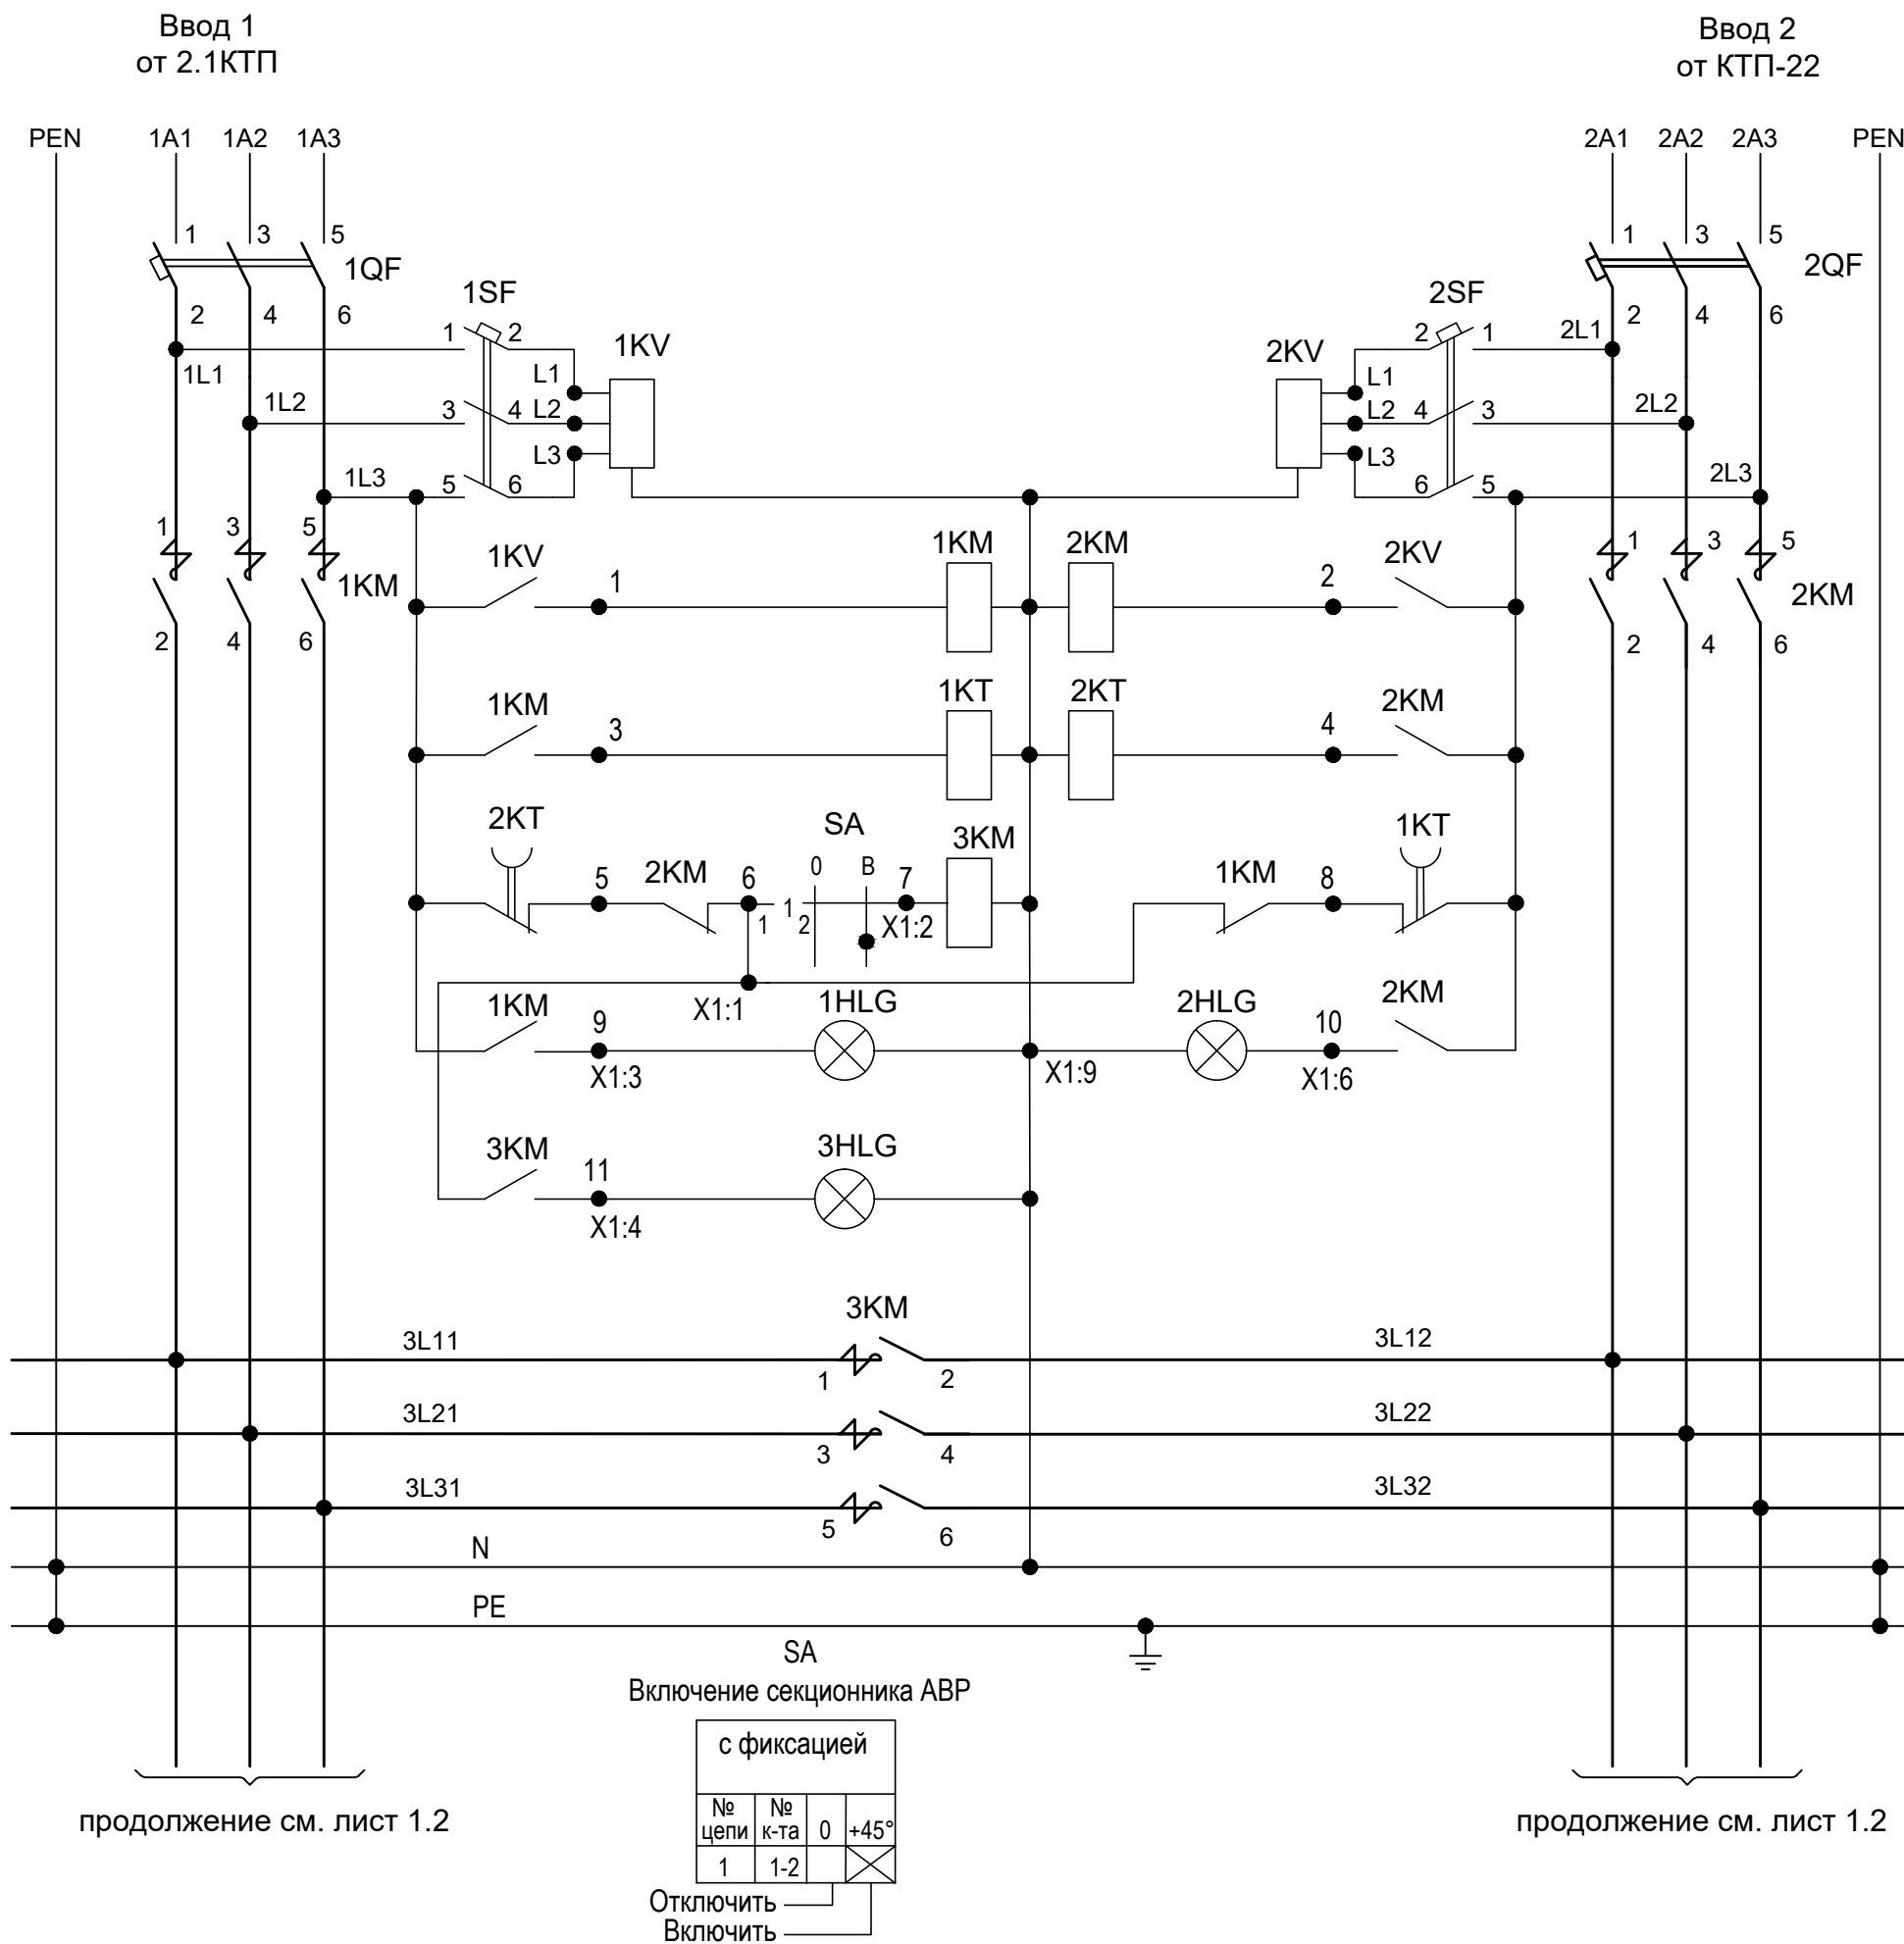 Ввод 1
от 2.1КТП
Ввод 2
от КТП-22
PEN 1A1 1A2 1A3
2A1 2A2 2A3 PEN
1 3 5
1QF
2 4 6
1 3 5
2QF
2 4 6
1SF
1 2
1KV
1L1
L1
1L2
3 4 L2
L3
1L3
5 6
2SF
2KV
2 1
2L1
L1
L2 4 3
2L2
L3
6 5
2L3
1 3 5
1KM
2 4 6
1 3 5
2KM
2 4 6
1KV 1 1KM 2KM 2 2KV
1KM 3 1KT 2KT 4 2KM
2KT 5 2KM 6 SA 0 B 7 3KM 1KM 8 1KT
1 1 2 X1:2
X1:1
1KM 9 1HLG 2HLG 10 2KM
X1:3 X1:9 X1:6
3KM 11 3HLG
X1:4
3KM
3L11 1 2 3L12
3L21 3 4 3L22
3L31 5 6 3L32
N
PE
SA
Включение секционника АВР
с фиксацией
№ цепи № к-та 0 +45°
1 1-2
Отключить
Включить
продолжение см. лист 1.2
продолжение см. лист 1.2